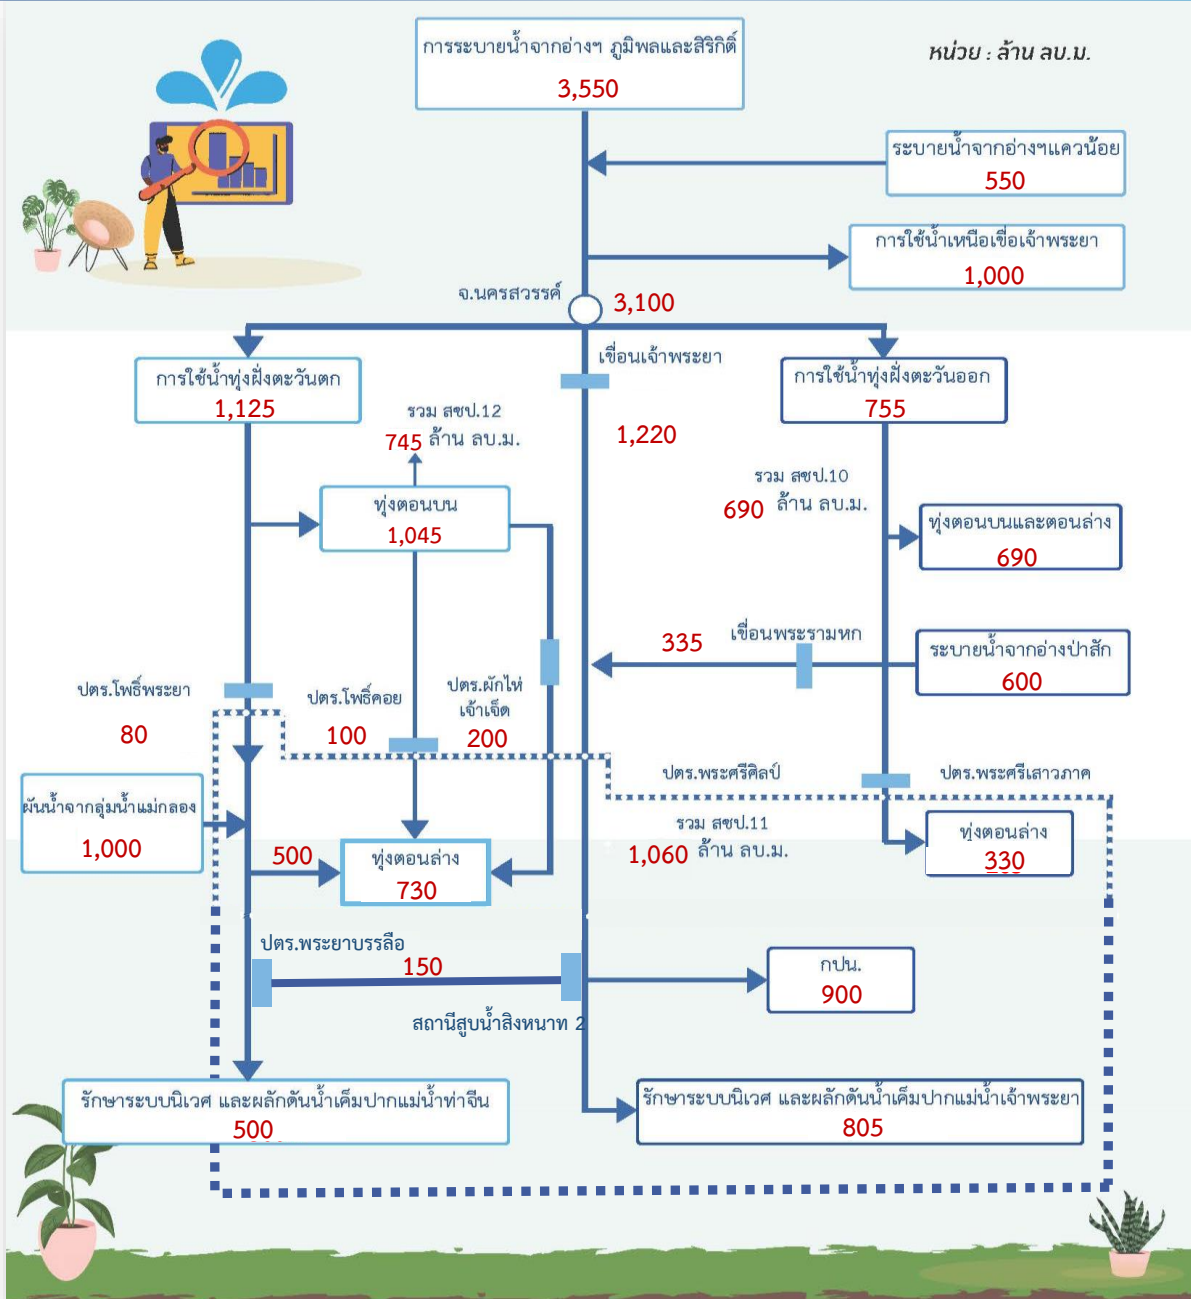 การระบายน้ำจากอ่างฯ ภูมิพลและสิริกิติ์
3,550
หน่วย : ล้าน ลบ.ม.
ระบายน้ำจากอ่างฯแควน้อย
550
การใช้น้ำเหนือเขื่อเจ้าพระยา
1,000
จ.นครสวรรค์
3,100
เขื่อนเจ้าพระยา
การใช้น้ำทุ่งฝั่งตะวันตก
1,125
การใช้น้ำทุ่งฝั่งตะวันออก
755
รวม สชป.12
745 ล้าน ลบ.ม.
1,220
รวม สชป.10
690 ล้าน ลบ.ม.
ทุ่งตอนบน
1,045
ทุ่งตอนบนและตอนล่าง
690
335
เขื่อนพระรามหก
ระบายน้ำจากอ่างป่าสัก
600
ปตร.โพธิ์พระยา
80
ปตร.โพธิ์คอย
100
ปตร.ผักไห่
เจ้าเจ็ด
200
ปตร.พระศรีศิลป์
ปตร.พระศรีเสาวภาค
ผันน้ำจากลุ่มน้ำแม่กลอง
1,000
รวม สชป.11
1,060 ล้าน ลบ.ม.
ทุ่งตอนล่าง
330
500
ทุ่งตอนล่าง
730
ปตร.พระยาบรรลือ
150
สถานีสูบน้ำสิงหนาท 2
กปน.
900
รักษาระบบนิเวศ และผลักดันน้ำเค็มปากแม่น้ำท่าจีน
500
รักษาระบบนิเวศ และผลักดันน้ำเค็มปากแม่น้ำเจ้าพระยา
805